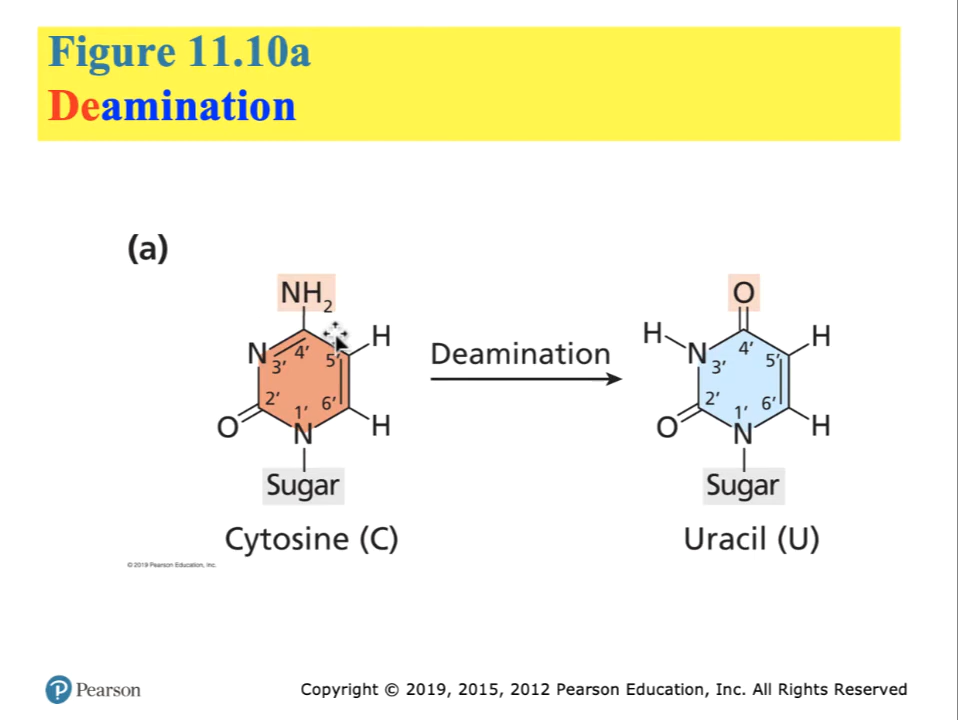 Figure 11.10a
Deamination
(a)
NH₂
H
N
3′
4′
5′
2′
1′
6′
O
N
H
Sugar
Cytosine (C)
Deamination
O
H
N
3′
4′
5′
H
2′
1′
6′
O
N
H
Sugar
Uracil (U)
© 2019 Pearson Education, Inc.
P Pearson
Copyright © 2019, 2015, 2012 Pearson Education, Inc. All Rights Reserved